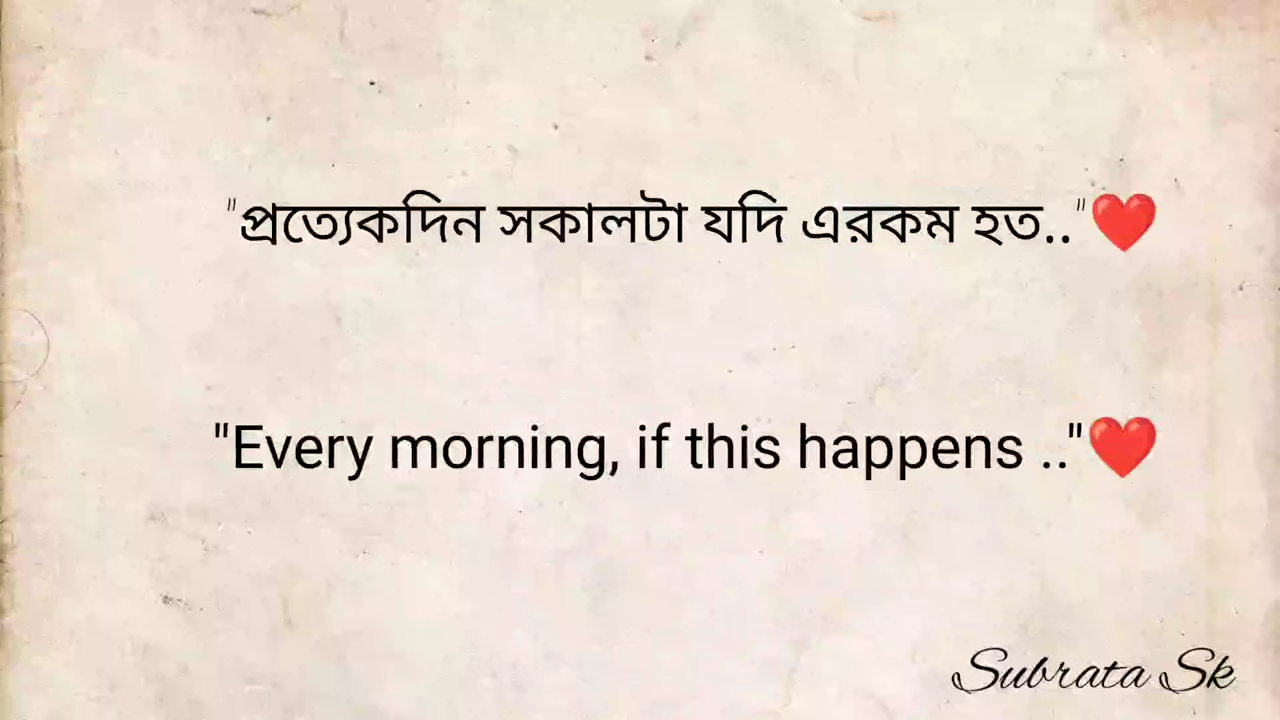 "প্রত্যেকদিন সকালটা যদি এরকম হত.."❤️
"Every morning, if this happens .."❤️
Subrata Sk